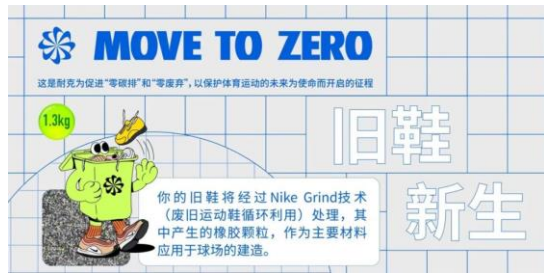 MOVE TO ZERO
这是耐克为促进“零碳排”和“零废弃”，以保护体育运动的未来为使命而开启的征程
1.3kg
旧鞋
新生
你的旧鞋将经过Nike Grind技术
（废旧运动鞋循环利用）处理，其
中产生的橡胶颗粒，作为主要材料
应用于球场的建造。